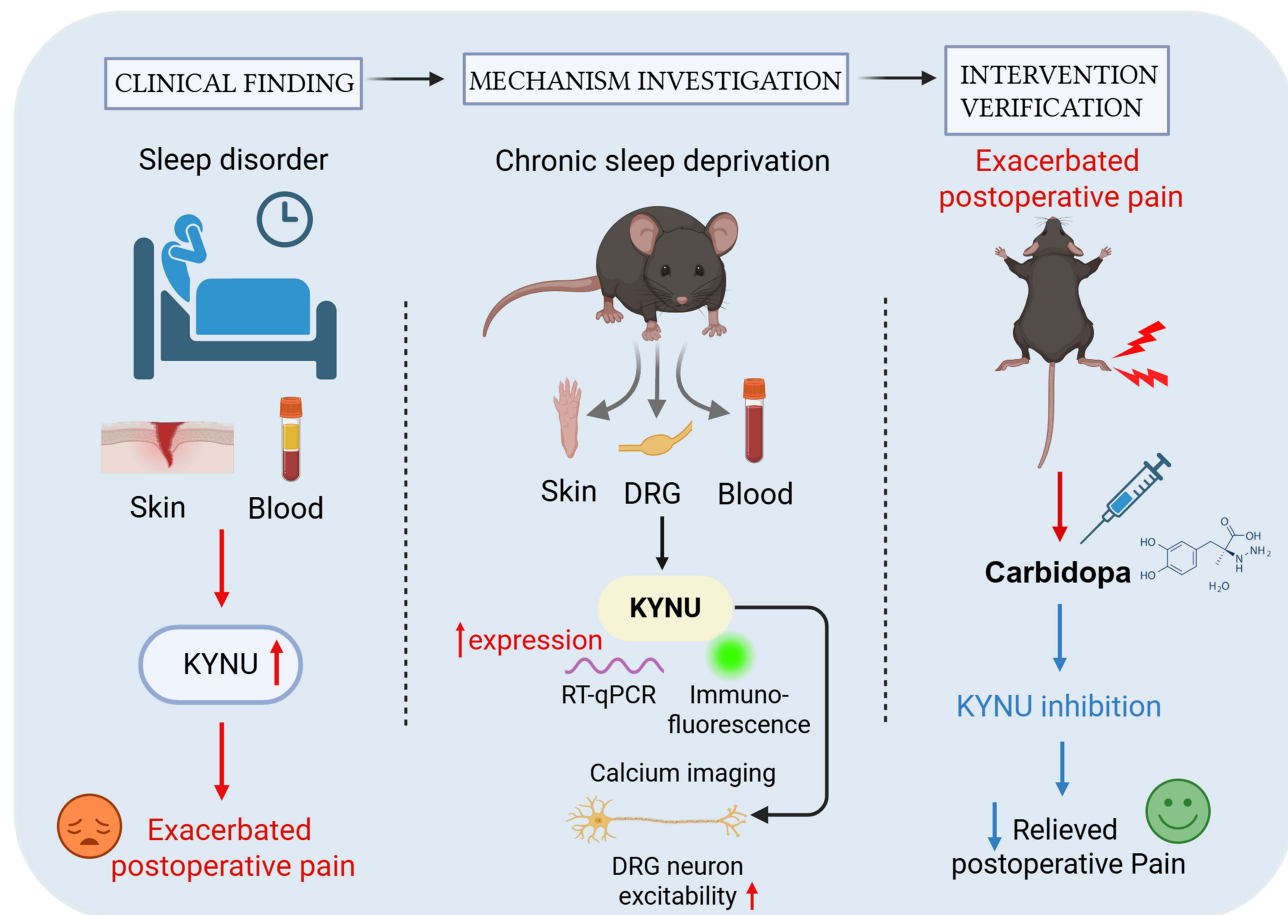 CLINICAL FINDING
MECHANISM INVESTIGATION
INTERVENTION
VERIFICATION
Sleep disorder
Skin
Blood
KYNU
Exacerbated
postoperative pain
Chronic sleep deprivation
Skin
DRG
Blood
KYNU
expression
RT-qPCR
Immuno-
fluorescence
Calcium imaging
DRG neuron
excitability
Exacerbated
postoperative pain
Carbidopa
HO
HO
O
OH
N
H
NH₂
H₂O
KYNU inhibition
Relieved
postoperative Pain